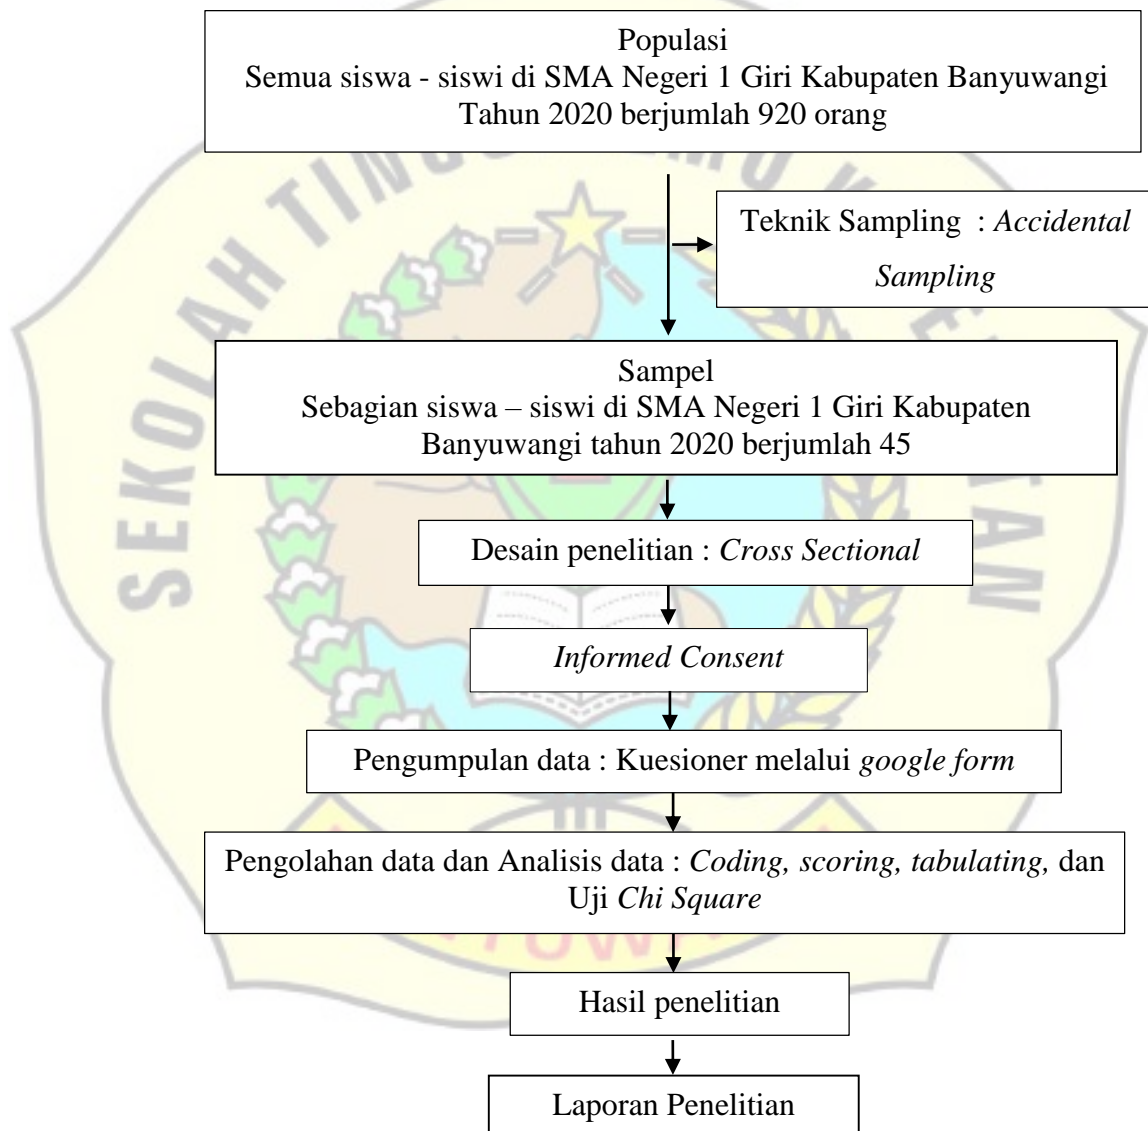 Populasi
Semua siswa - siswi di SMA Negeri 1 Giri Kabupaten Banyuwangi
Tahun 2020 berjumlah 920 orang
Teknik Sampling : Accidental
Sampling
Sampel
Sebagian siswa – siswi di SMA Negeri 1 Giri Kabupaten
Banyuwangi tahun 2020 berjumlah 45
Desain penelitian : Cross Sectional
Informed Consent
Pengumpulan data : Kuesioner melalui google form
Pengolahan data dan Analisis data : Coding, scoring, tabulating, dan
Uji Chi Square
Hasil penelitian
Laporan Penelitian
SEKOLAH